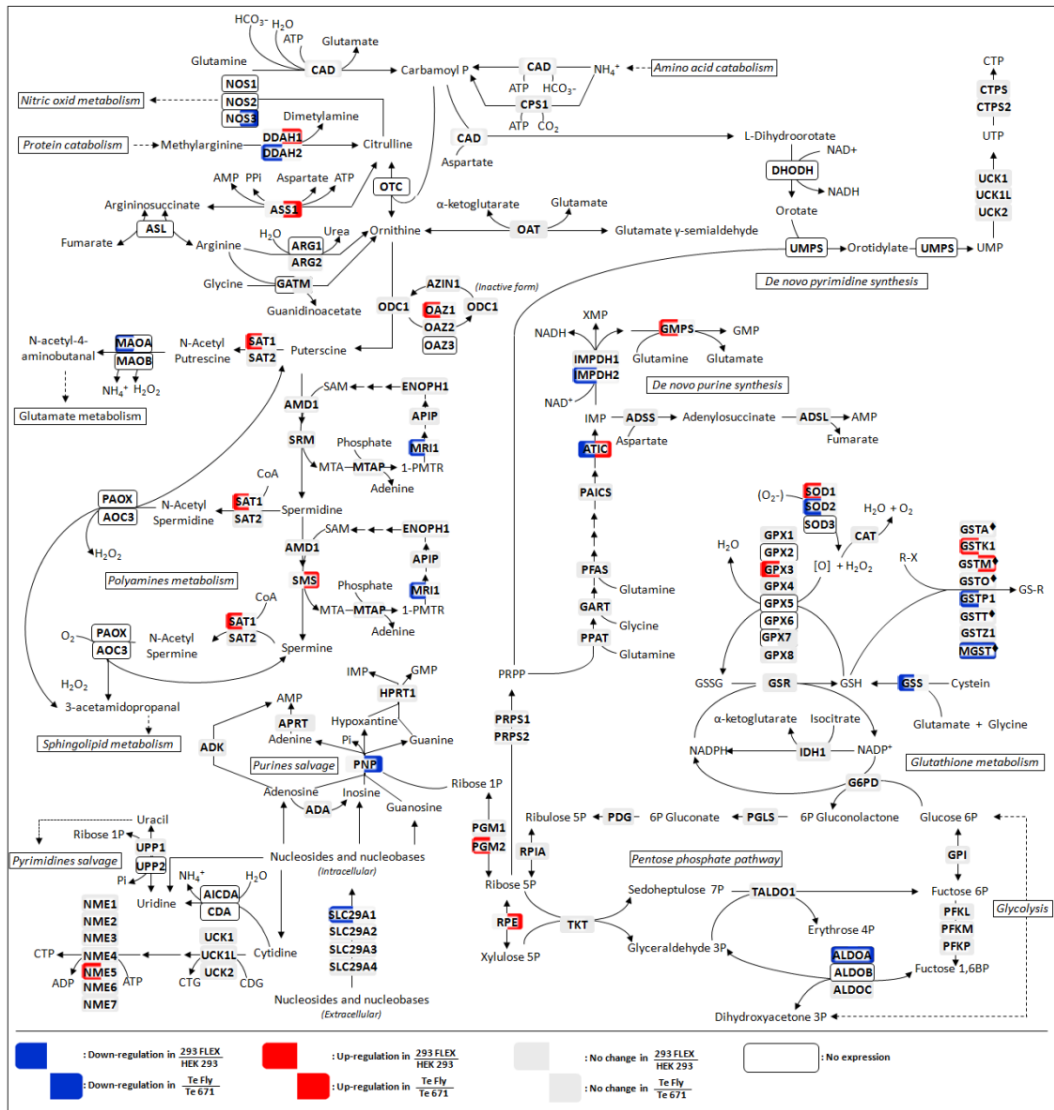 HCO₃⁻
H₂O
ATP
Glutamate
Glutamine
CAD
Carbamoyl P
CAD
ATP
HCO₃⁻
NH₄⁺
Amino acid catabolism
CPS1
ATP
CO₂
CTP
CTPS
CTPS2
UTP
UCK1
UCK1L
UCK2
UMP
NOS1
NOS2
NOS3
Nitric oxid metabolism
Protein catabolism
Methylarginine
DDAH1
DDAH2
Dimetylamine
Citrulline
CAD
Aspartate
L-Dihydroorotate
NAD+
DHODH
NADH
Orotate
UMPS
Orotidylate
UMPS
De novo pyrimidine synthesis
AMP
PPi
Aspartate
ATP
Argininosuccinate
ASS1
OTC
ASL
Fumarate
Arginine
H₂O
ARG1
ARG2
Urea
Ornithine
α-ketoglutarate
Glutamate
OAT
Glutamate γ-semialdehyde
Glycine
GATM
Guanidinoacetate
ODC1
AZIN1
(Inactive form)
OAZ1
OAZ2
OAZ3
ODC1
N-acetyl-4-
aminobutanal
MAOA
MAOB
NH₄⁺
H₂O₂
N-Acetyl
Putrescine
SAT1
SAT2
Puterscine
Glutamate metabolism
SAM
ENOPH1
AMD1
APIP
SRM
Phosphate
MRI1
MTA
MTAP
1-PMTR
Adenine
PAOX
AOC3
H₂O₂
N-Acetyl
Spermidine
CoA
SAT1
SAT2
Spermidine
SAM
ENOPH1
AMD1
APIP
Polyamines metabolism
SMS
Phosphate
MRI1
MTA
MTAP
1-PMTR
Adenine
CoA
SAT1
SAT2
O₂
PAOX
AOC3
N-Acetyl
Spermine
Spermine
H₂O₂
3-acetamidopropanal
Sphingolipid metabolism
XMP
NADH
GMPS
GMP
IMPDH1
IMPDH2
Glutamine
Glutamate
NAD⁺
De novo purine synthesis
IMP
ADSS
Adenylosuccinate
ADSL
AMP
Aspartate
Fumarate
ATIC
PAICS
PFAS
Glutamine
GART
Glycine
PPAT
Glutamine
PRPP
PRPS1
PRPS2
(O₂-)
SOD1
SOD2
SOD3
H₂O + O₂
CAT
[O] + H₂O₂
H₂O
GPX1
GPX2
GPX3
GPX4
GPX5
GPX6
GPX7
GPX8
R-X
GSTA♦
GSTK1
GSTM♦
GSTO♦
GSTP1
GSTT♦
GSTZ1
MGST♦
GS-R
GSSG
GSR
GSH
GSS
Cystein
Glutamate + Glycine
α-ketoglutarate
Isocitrate
NADPH
IDH1
NADP⁺
Glutathione metabolism
G6PD
IMP
GMP
HPRT1
AMP
APRT
Hypoxantine
Adenine
Pi
Guanine
ADK
Purines salvage
PNP
Adenosine
Inosine
ADA
Guanosine
Ribose 1P
PGM1
PGM2
Ribose 5P
Uracil
Ribose 1P
UPP1
UPP2
Pi
Pyrimidines salvage
Uridine
NH₄⁺
H₂O
AICDA
CDA
Nucleosides and nucleobases
(Intracellular)
Cytidine
NME1
NME2
NME3
NME4
NME5
NME6
NME7
CTP
ADP
ATP
UCK1
UCK1L
UCK2
CTG
CDG
SLC29A1
SLC29A2
SLC29A3
SLC29A4
Nucleosides and nucleobases
(Extracellular)
Ribulose 5P
PDG
6P Gluconate
PGLS
6P Gluconolactone
Glucose 6P
RPIA
Pentose phosphate pathway
GPI
RPE
Xylulose 5P
TKT
Sedoheptulose 7P
TALDO1
Fuctose 6P
Glyceraldehyde 3P
Erythrose 4P
PFKL
PFKM
PFKP
Glycolysis
ALDOA
ALDOB
ALDOC
Fuctose 1,6BP
Dihydroxyacetone 3P
: Down-regulation in 293 FLEX
HEK 293
: Up-regulation in 293 FLEX
HEK 293
: No change in 293 FLEX
HEK 293
: No expression
: Down-regulation in Te Fly
Te 671
: Up-regulation in Te Fly
Te 671
: No change in Te Fly
Te 671